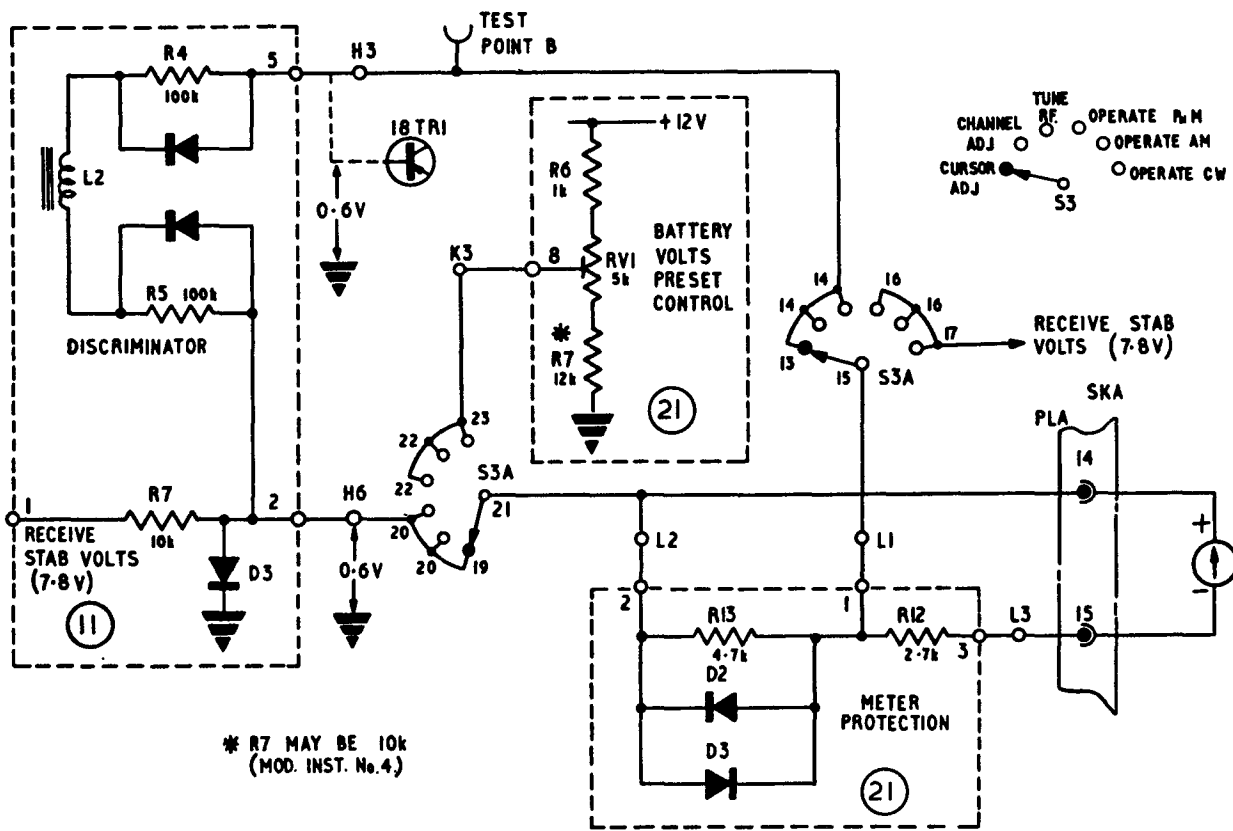 TEST
POINT B
R4
100k
5
H3
L2
R5 100k
DISCRIMINATOR
18TR1
0·6V
+12V
R6
1k
K3
8
RV1
5k
BATTERY
VOLTS
PRESET
CONTROL
*
R7
12k
21
CHANNEL
ADJ
TUNE
RF.
OPERATE AM
OPERATE CW
CURSOR
ADJ
S3
14
14
13
15
16
16
17
S3A
RECEIVE STAB
VOLTS (7·8V)
1
R7
10k
2
H6
RECEIVE
STAB VOLTS
(7·8V)
D3
11
0·6V
23
22
22
20
20
19
S3A
21
SKA
PLA
14
15
+
-
L2
L1
L3
2
1
3
R13
4·7k
R12
2·7k
D2
D3
METER
PROTECTION
21
* R7 MAY BE 10k
(MOD. INST. No.4.)